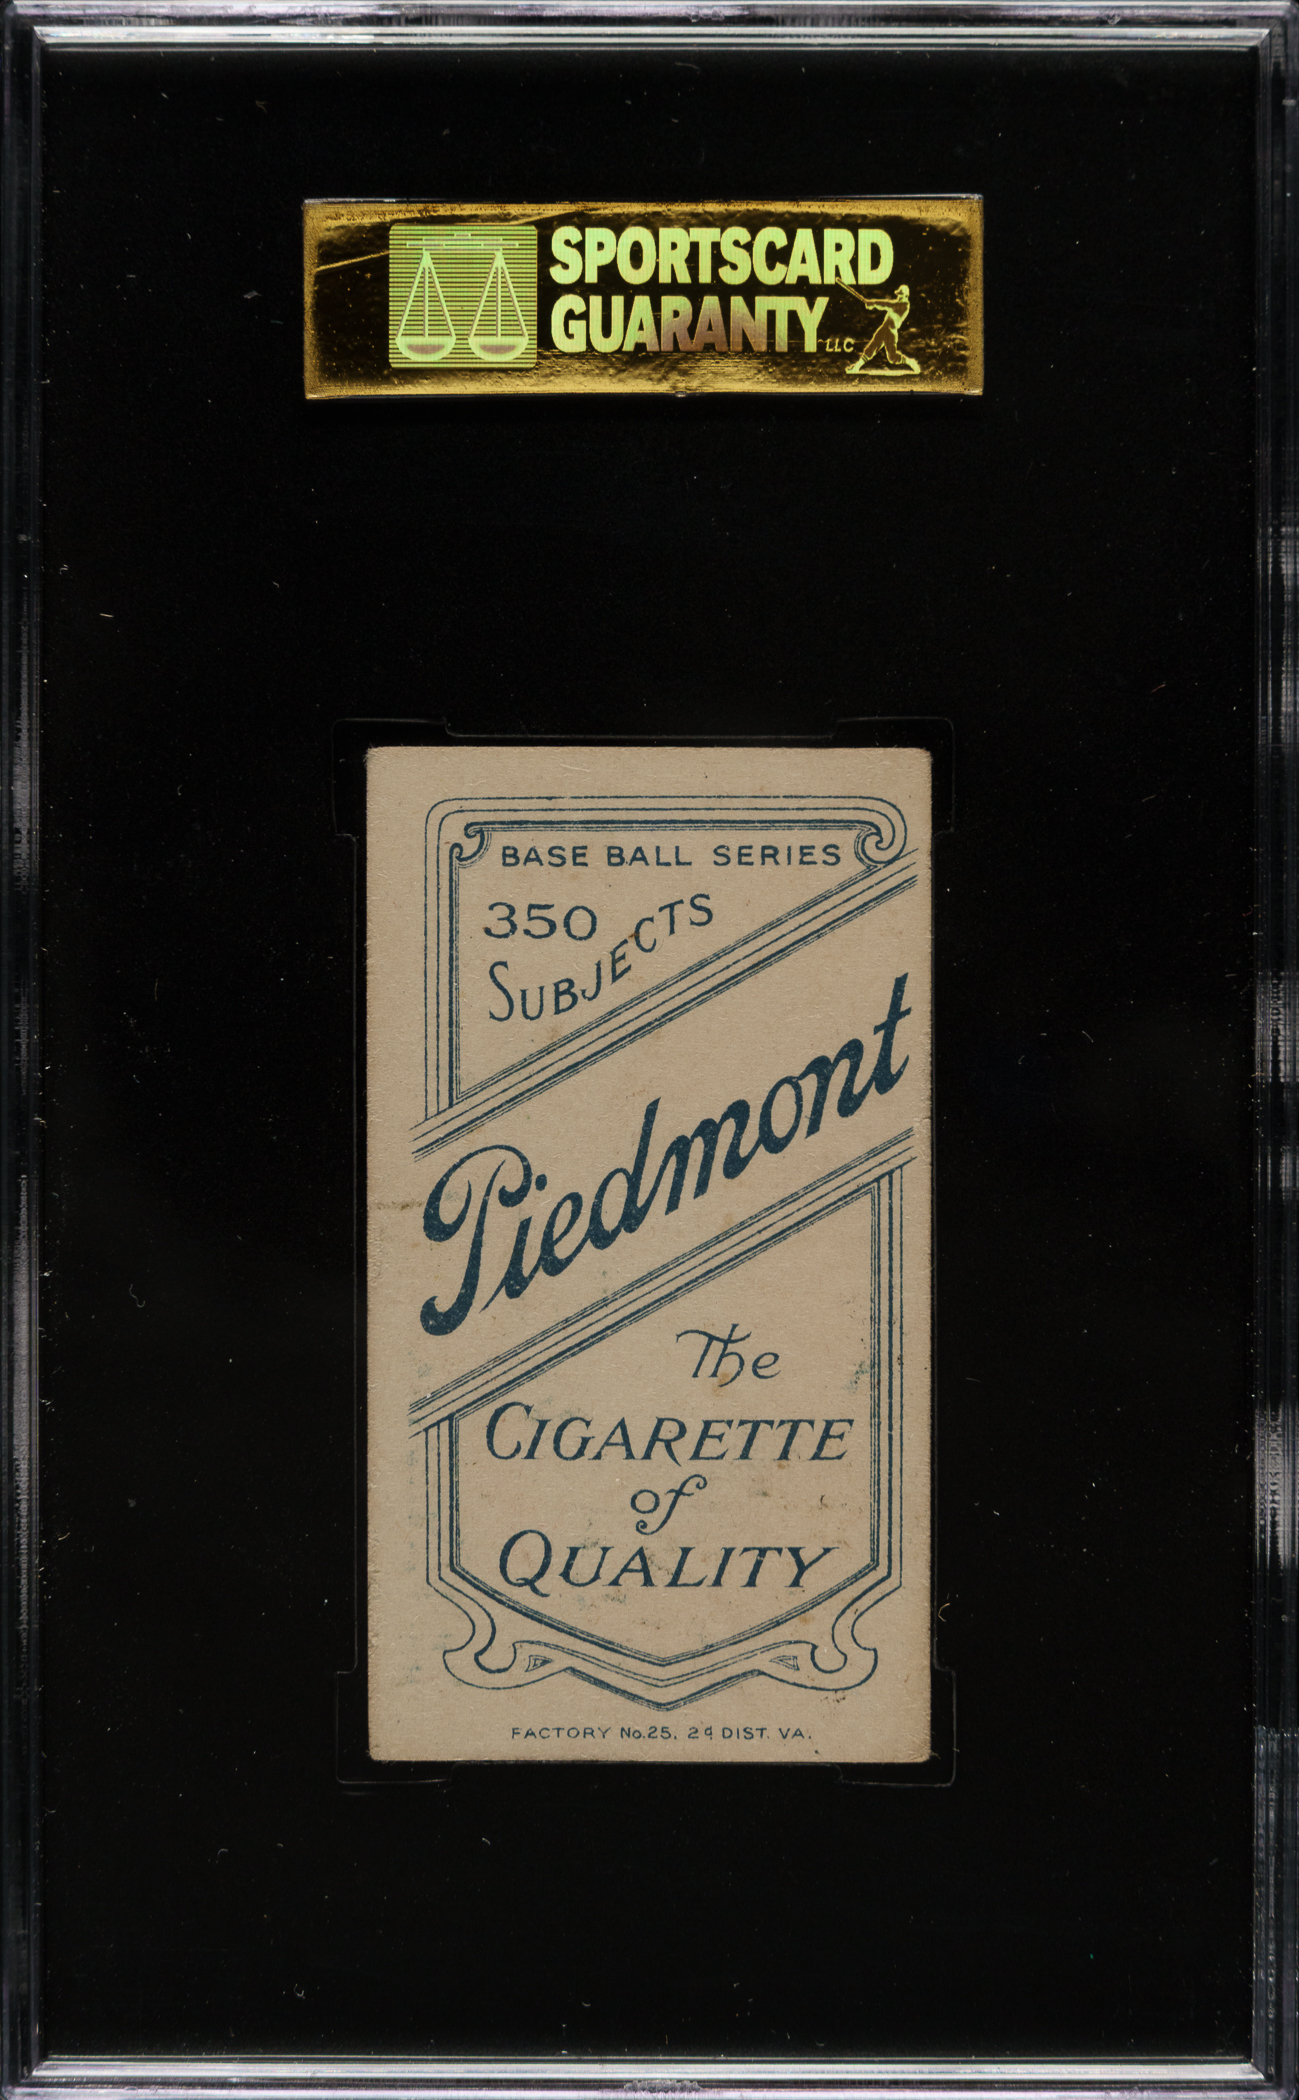 SPORTSCARD
GUARANTY LLC
BASE BALL SERIES
350
SUBJECTS
Piedmont
The
CIGARETTE
of
QUALITY
FACTORY No.25, 2d DIST. VA.